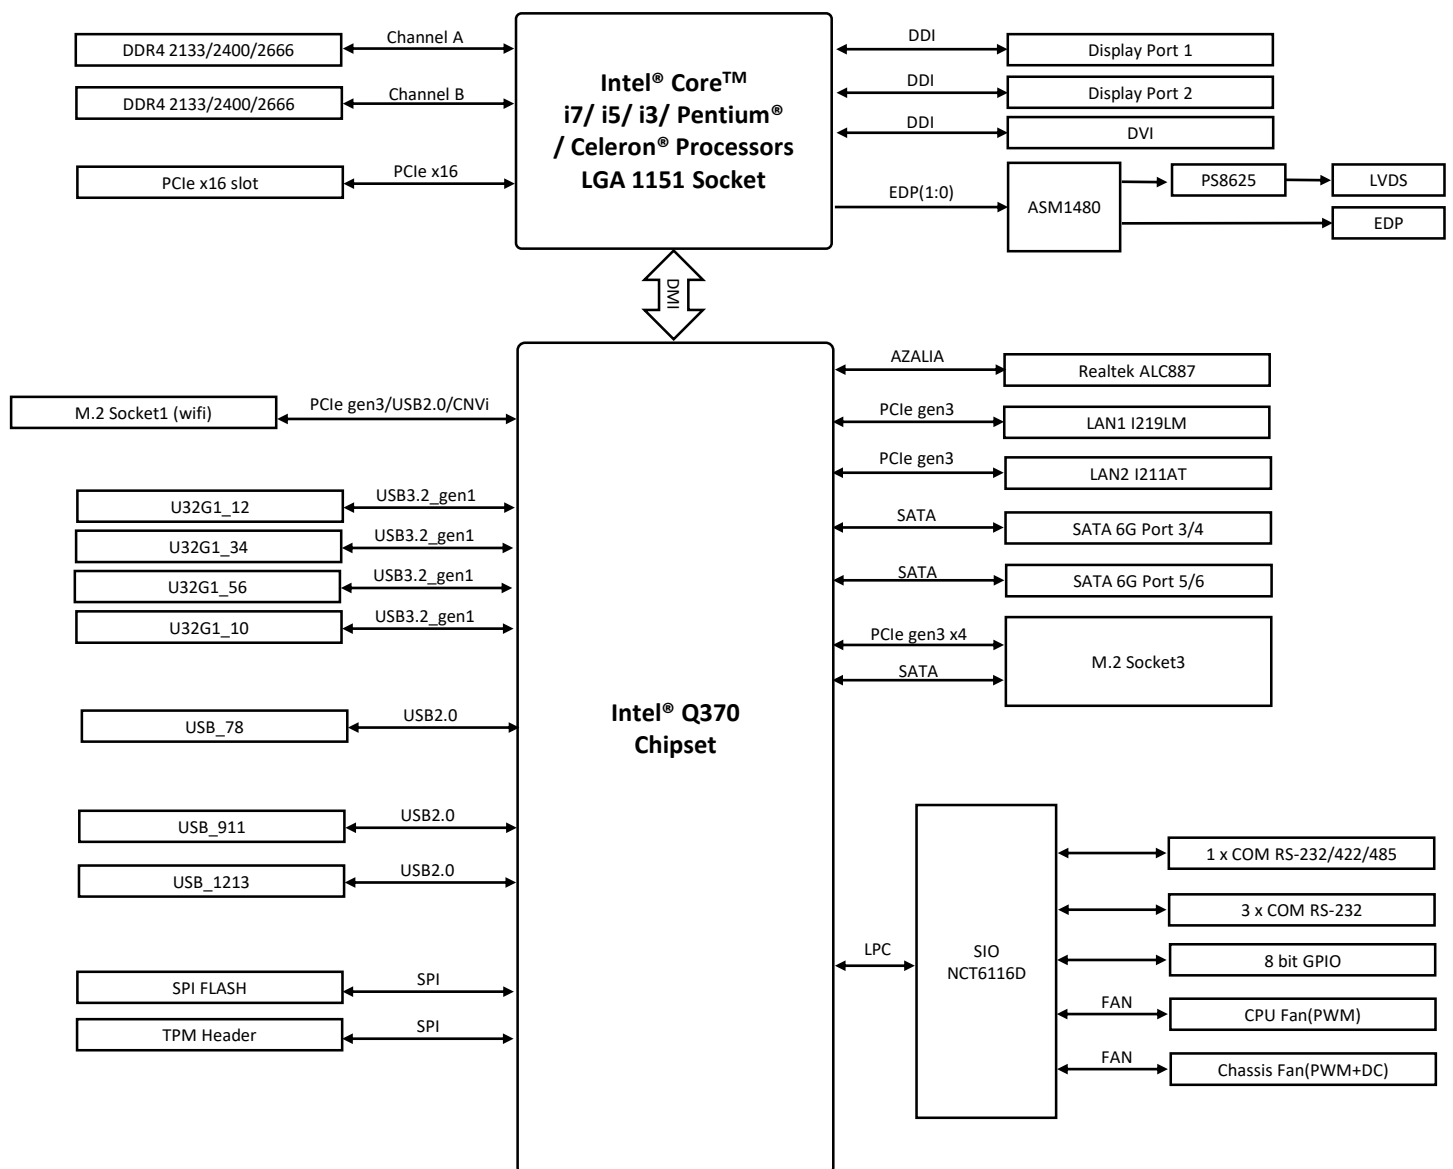 DDR4 2133/2400/2666
Channel A
DDR4 2133/2400/2666
Channel B
PCIe x16 slot
PCIe x16
Intel® Core™
i7/ i5/ i3/ Pentium®
/ Celeron® Processors
LGA 1151 Socket
DDI
Display Port 1
DDI
Display Port 2
DDI
DVI
EDP(1:0)
ASM1480
PS8625
LVDS
EDP
DMI
M.2 Socket1 (wifi)
PCIe gen3/USB2.0/CNVi
U32G1_12
USB3.2_gen1
U32G1_34
USB3.2_gen1
U32G1_56
USB3.2_gen1
U32G1_10
USB3.2_gen1
USB_78
USB2.0
USB_911
USB2.0
USB_1213
USB2.0
SPI FLASH
SPI
TPM Header
SPI
Intel® Q370
Chipset
AZALIA
Realtek ALC887
PCIe gen3
LAN1 I219LM
PCIe gen3
LAN2 I211AT
SATA
SATA 6G Port 3/4
SATA
SATA 6G Port 5/6
PCIe gen3 x4
SATA
M.2 Socket3
LPC
SIO
NCT6116D
1 x COM RS-232/422/485
3 x COM RS-232
8 bit GPIO
FAN
CPU Fan(PWM)
FAN
Chassis Fan(PWM+DC)